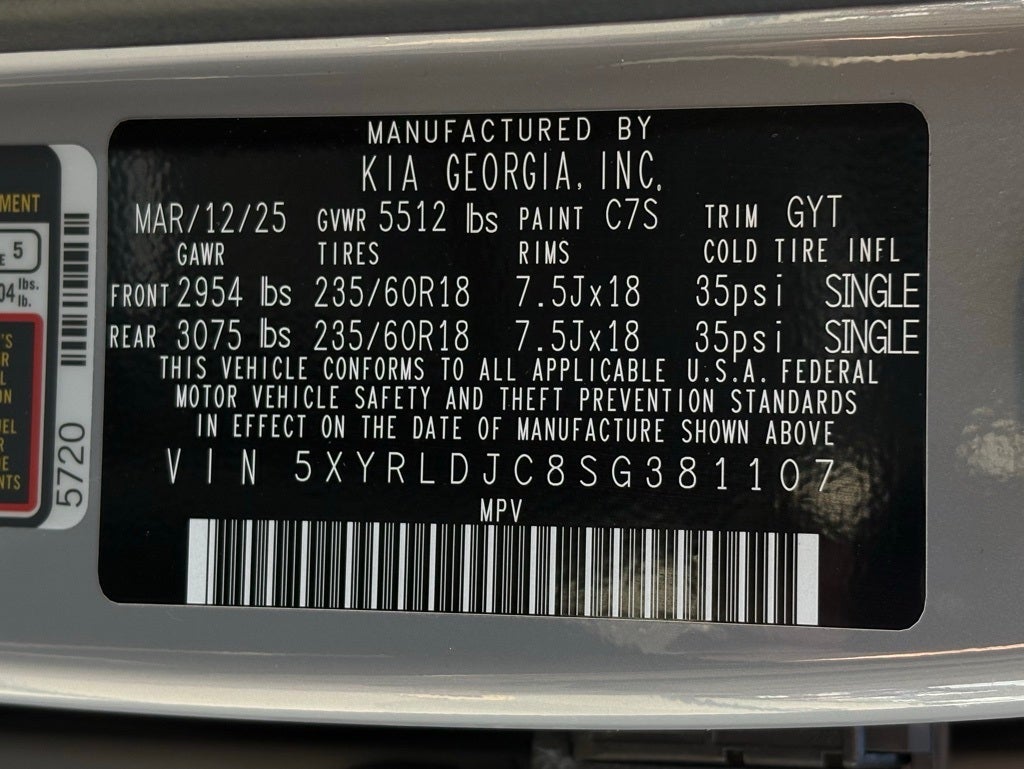 MANUFACTURED BY
KIA GEORGIA, INC.
MAR/12/25 GVWR 5512 lbs PAINT C7S TRIM GYT
GAWR TIRES RIMS COLD TIRE INFL
FRONT 2954 lbs 235/60R18 7.5Jx18 35psi SINGLE
REAR 3075 lbs 235/60R18 7.5Jx18 35psi SINGLE
THIS VEHICLE CONFORMS TO ALL APPLICABLE U.S.A. FEDERAL
MOTOR VEHICLE SAFETY AND THEFT PREVENTION STANDARDS
IN EFFECT ON THE DATE OF MANUFACTURE SHOWN ABOVE
VIN 5XYRLDJC8SG381107
MPV
5
lbs.
lb.
5720